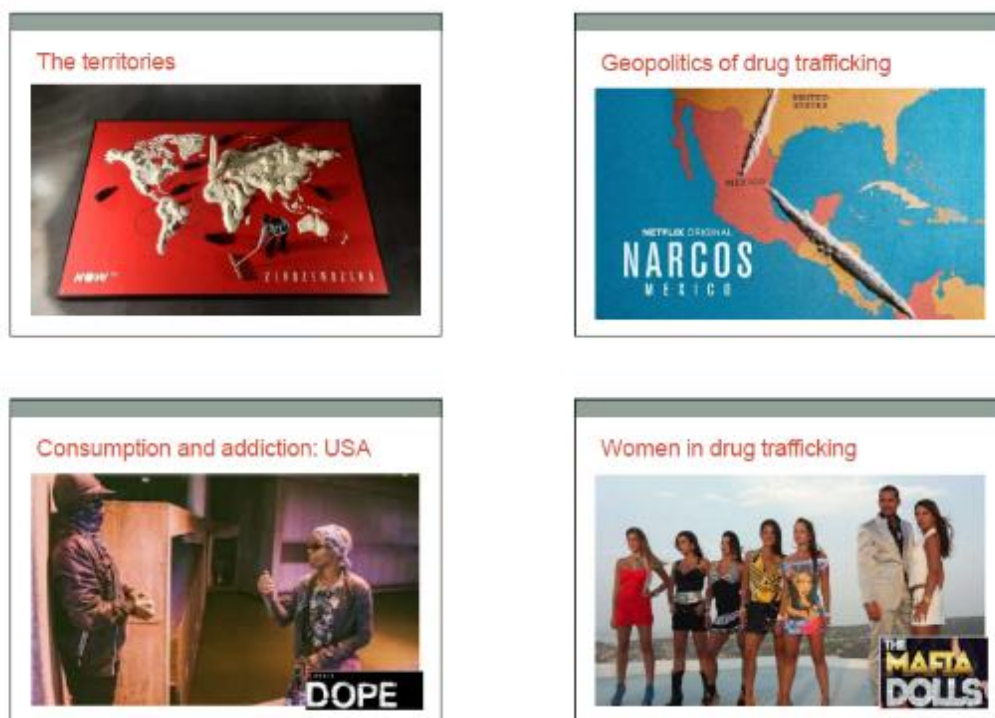 The territories
NOW
ZEROZEROZERO
Geopolitics of drug trafficking
UNITED
STATES
MEXICO
NETFLIX ORIGINAL
NARCOS
MEXICO
Consumption and addiction: USA
DOPE
Women in drug trafficking
THE
MAFIA
DOLLS